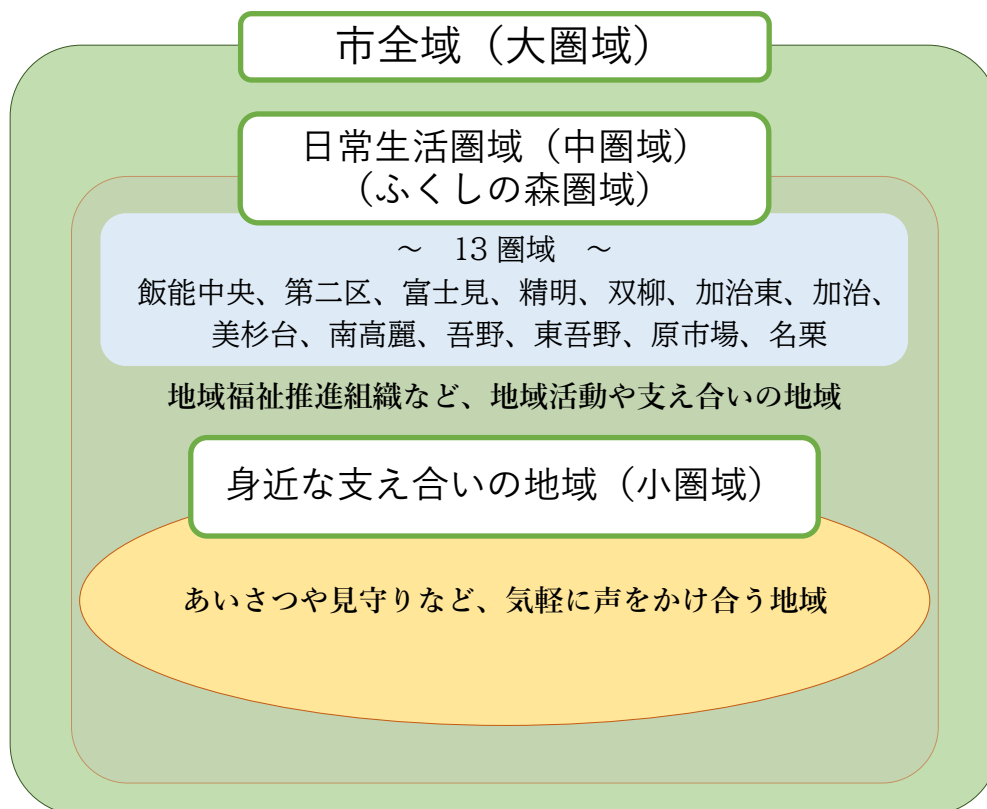 市全域（大圏域）
日常生活圏域（中圏域）
（ふくしの森圏域）
～　13 圏域　～
飯能中央、第二区、富士見、精明、双柳、加治東、加治、
美杉台、南高麗、吾野、東吾野、原市場、名栗
地域福祉推進組織など、地域活動や支え合いの地域
身近な支え合いの地域（小圏域）
あいさつや見守りなど、気軽に声をかけ合う地域